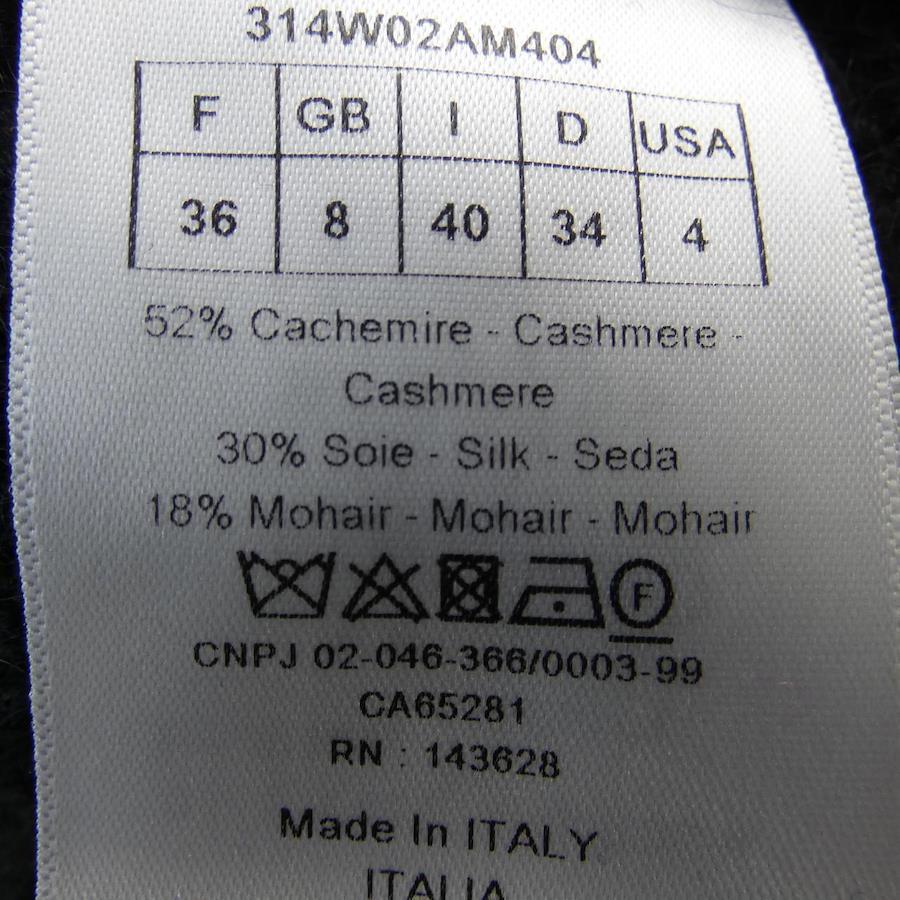 314W02AM404
F GB I D USA
36 8 40 34 4
52% Cachemire - Cashmere -
Cashmere
30% Soie - Silk - Seda
18% Mohair - Mohair - Mohair
F
CNPJ 02-046-366/0003-99
CA65281
RN : 143628
Made In ITALY
ITALIA